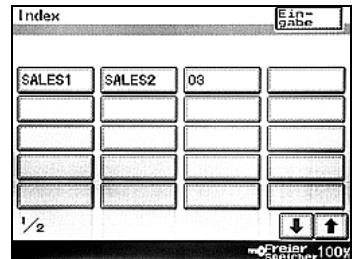 Index
Ein-
gabe
SALES1 SALES2 03
1/2
Freier
Speicher 100%